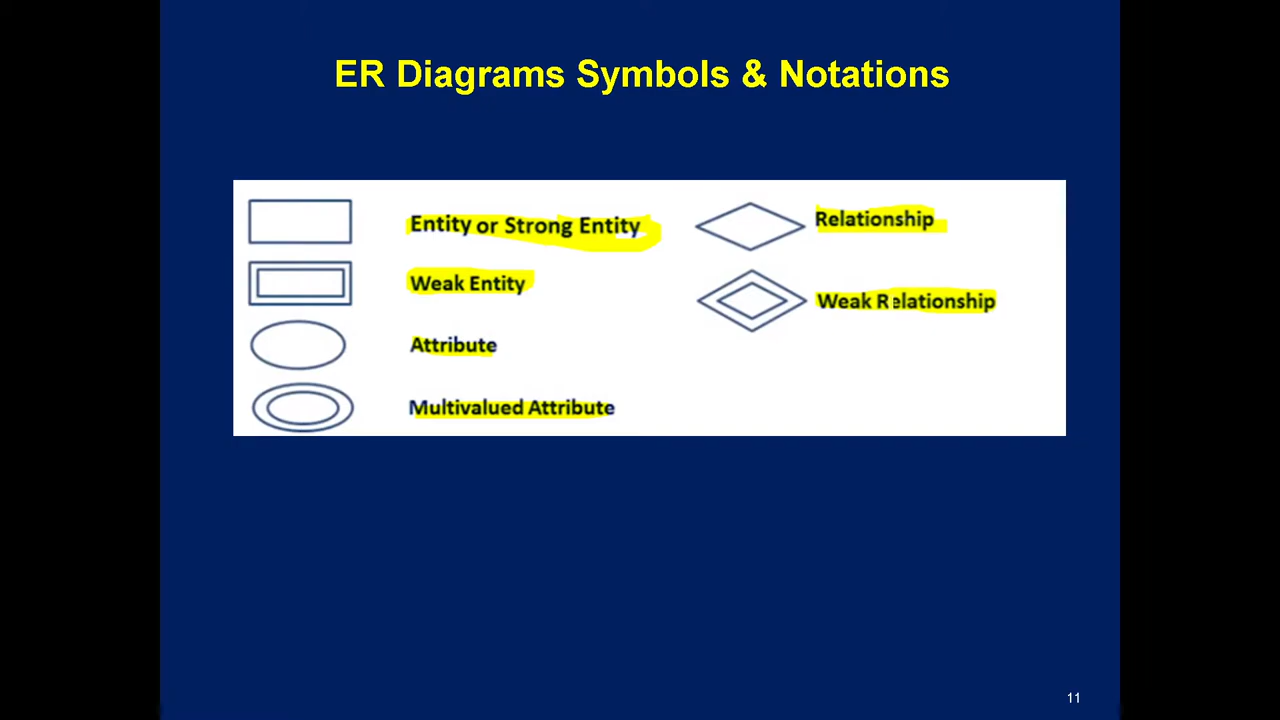 ER Diagrams Symbols & Notations
Entity or Strong Entity
Weak Entity
Attribute
Multivalued Attribute
Relationship
Weak Relationship
11